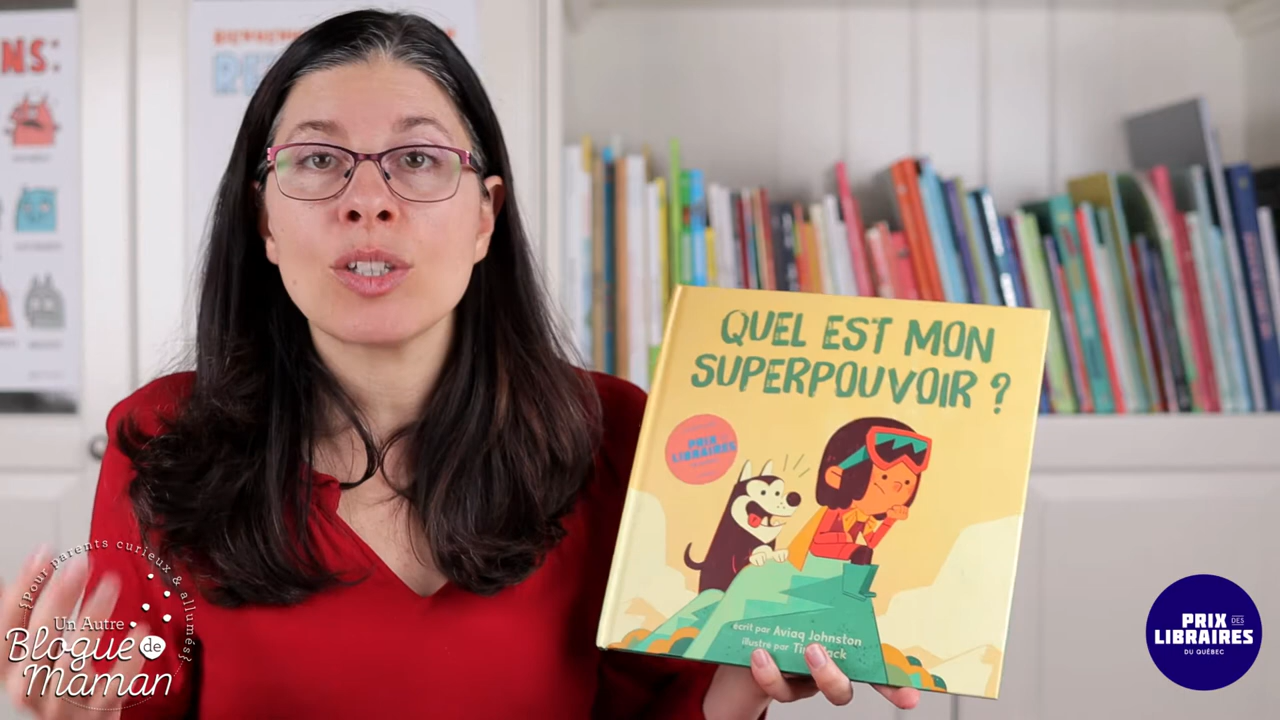 NS:
QUEL EST MON
SUPERPOUVOIR ?
PRIX
LIBRAIRES
écrit par Aviaq Johnston
illustré par
{Pour parents curieux & allumés}
Un Autre
Blogue de
Maman
PRIX DES
LIBRAIRES
DU QUÉBEC